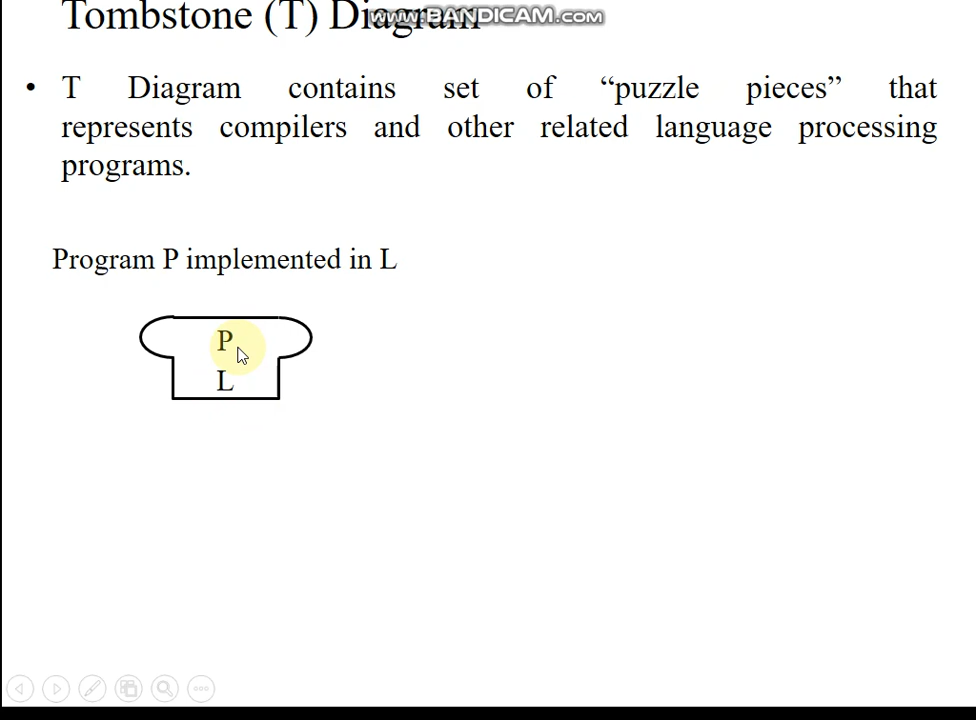 Tombstone (T) Diagram
www.BANDICAM.com
• T Diagram contains set of “puzzle pieces” that
represents compilers and other related language processing
programs.
Program P implemented in L
P
L